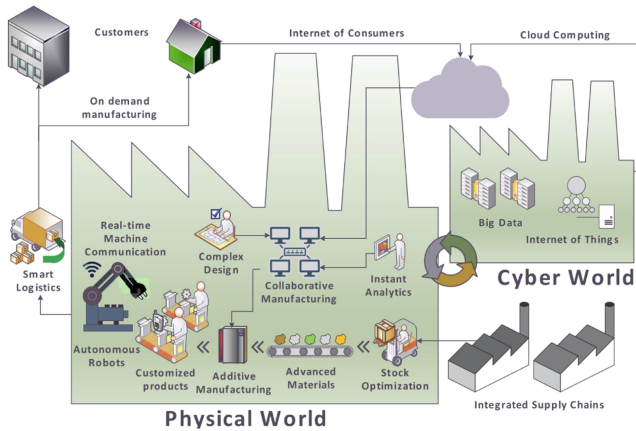 Customers
Internet of Consumers
Cloud Computing
On demand
manufacturing
Real-time
Machine
Communication
Complex
Design
Collaborative
Manufacturing
Instant
Analytics
Big Data
Internet of Things
Cyber World
Smart
Logistics
Autonomous
Robots
Customized
products
Additive
Manufacturing
Advanced
Materials
Stock
Optimization
Integrated Supply Chains
Physical World